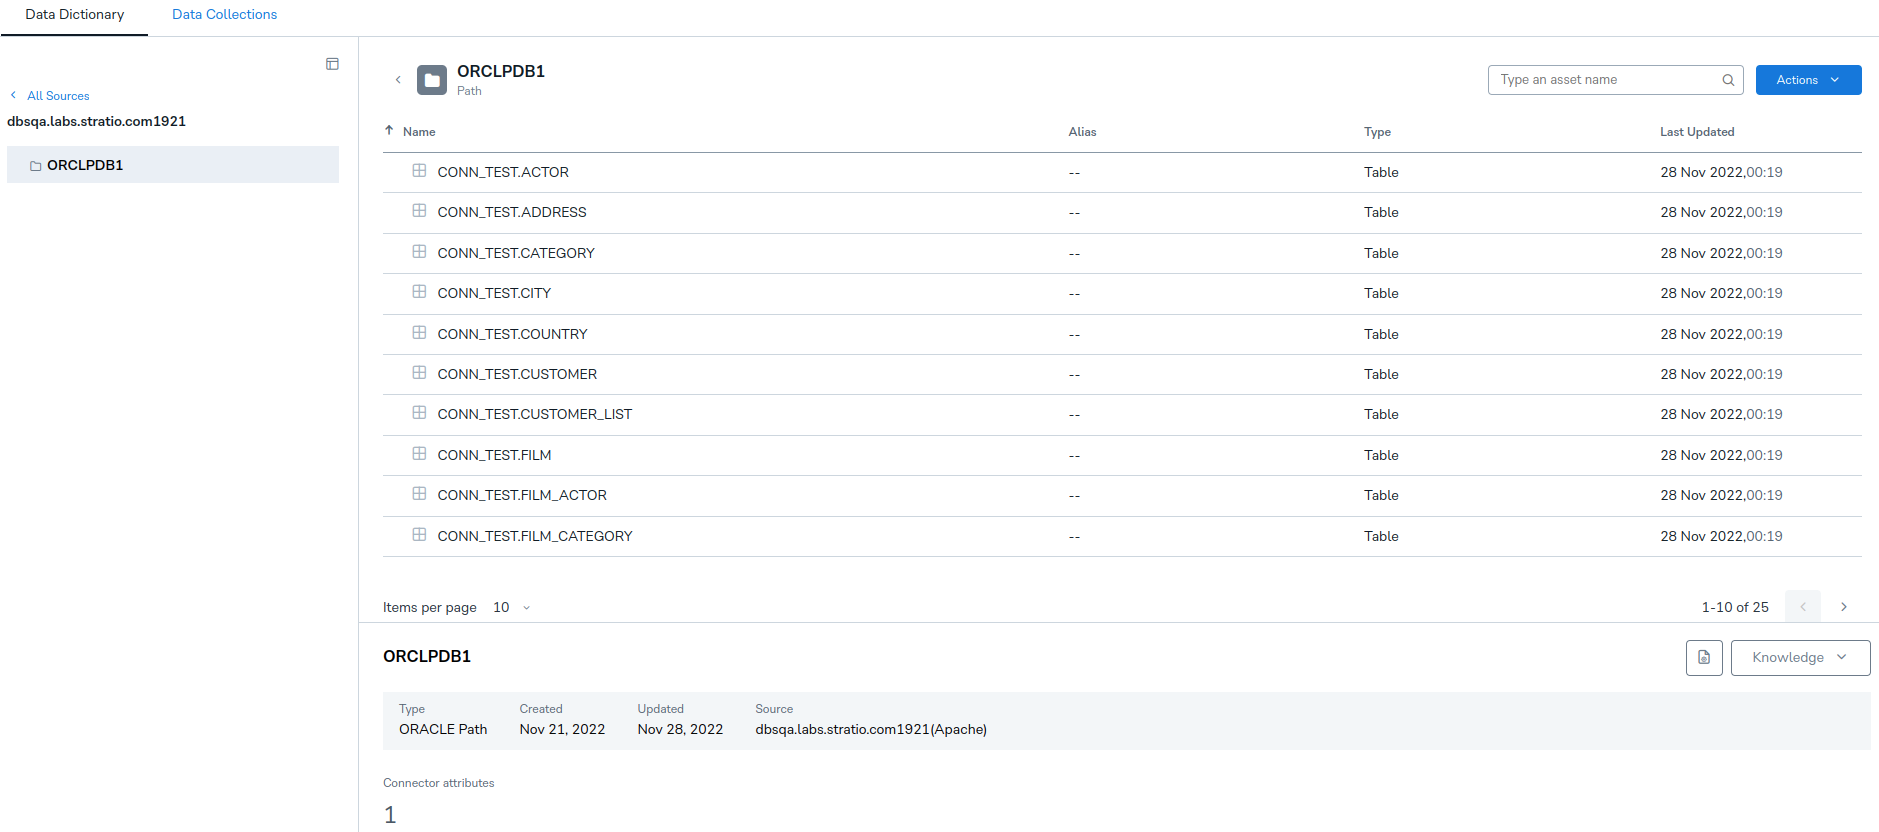 Data Dictionary Data Collections
All Sources
dbsqa.labs.stratio.com1921
ORCLPDB1
ORCLPDB1
Path
Type an asset name
Actions
Name Alias Type Last Updated
CONN_TEST.ACTOR -- Table 28 Nov 2022,00:19
CONN_TEST.ADDRESS -- Table 28 Nov 2022,00:19
CONN_TEST.CATEGORY -- Table 28 Nov 2022,00:19
CONN_TEST.CITY -- Table 28 Nov 2022,00:19
CONN_TEST.COUNTRY -- Table 28 Nov 2022,00:19
CONN_TEST.CUSTOMER -- Table 28 Nov 2022,00:19
CONN_TEST.CUSTOMER_LIST -- Table 28 Nov 2022,00:19
CONN_TEST.FILM -- Table 28 Nov 2022,00:19
CONN_TEST.FILM_ACTOR -- Table 28 Nov 2022,00:19
CONN_TEST.FILM_CATEGORY -- Table 28 Nov 2022,00:19
Items per page 10 1-10 of 25
ORCLPDB1 Knowledge
Type Created Updated Source
ORACLE Path Nov 21, 2022 Nov 28, 2022 dbsqa.labs.stratio.com1921(Apache)
Connector attributes
1